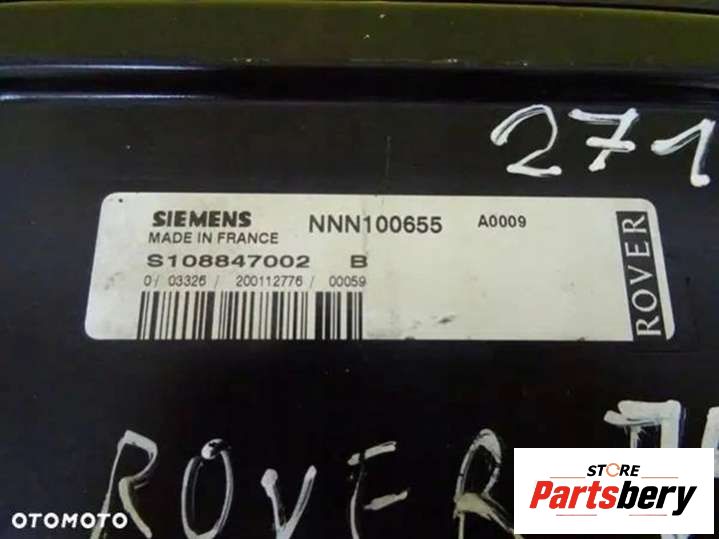 271
SIEMENS NNN100655 A0009
MADE IN FRANCE
S108847002 B
0/ 03326 / 200112776 / 00059
ROVER
ROVER
STORE
Partsbery
OTOMOTO